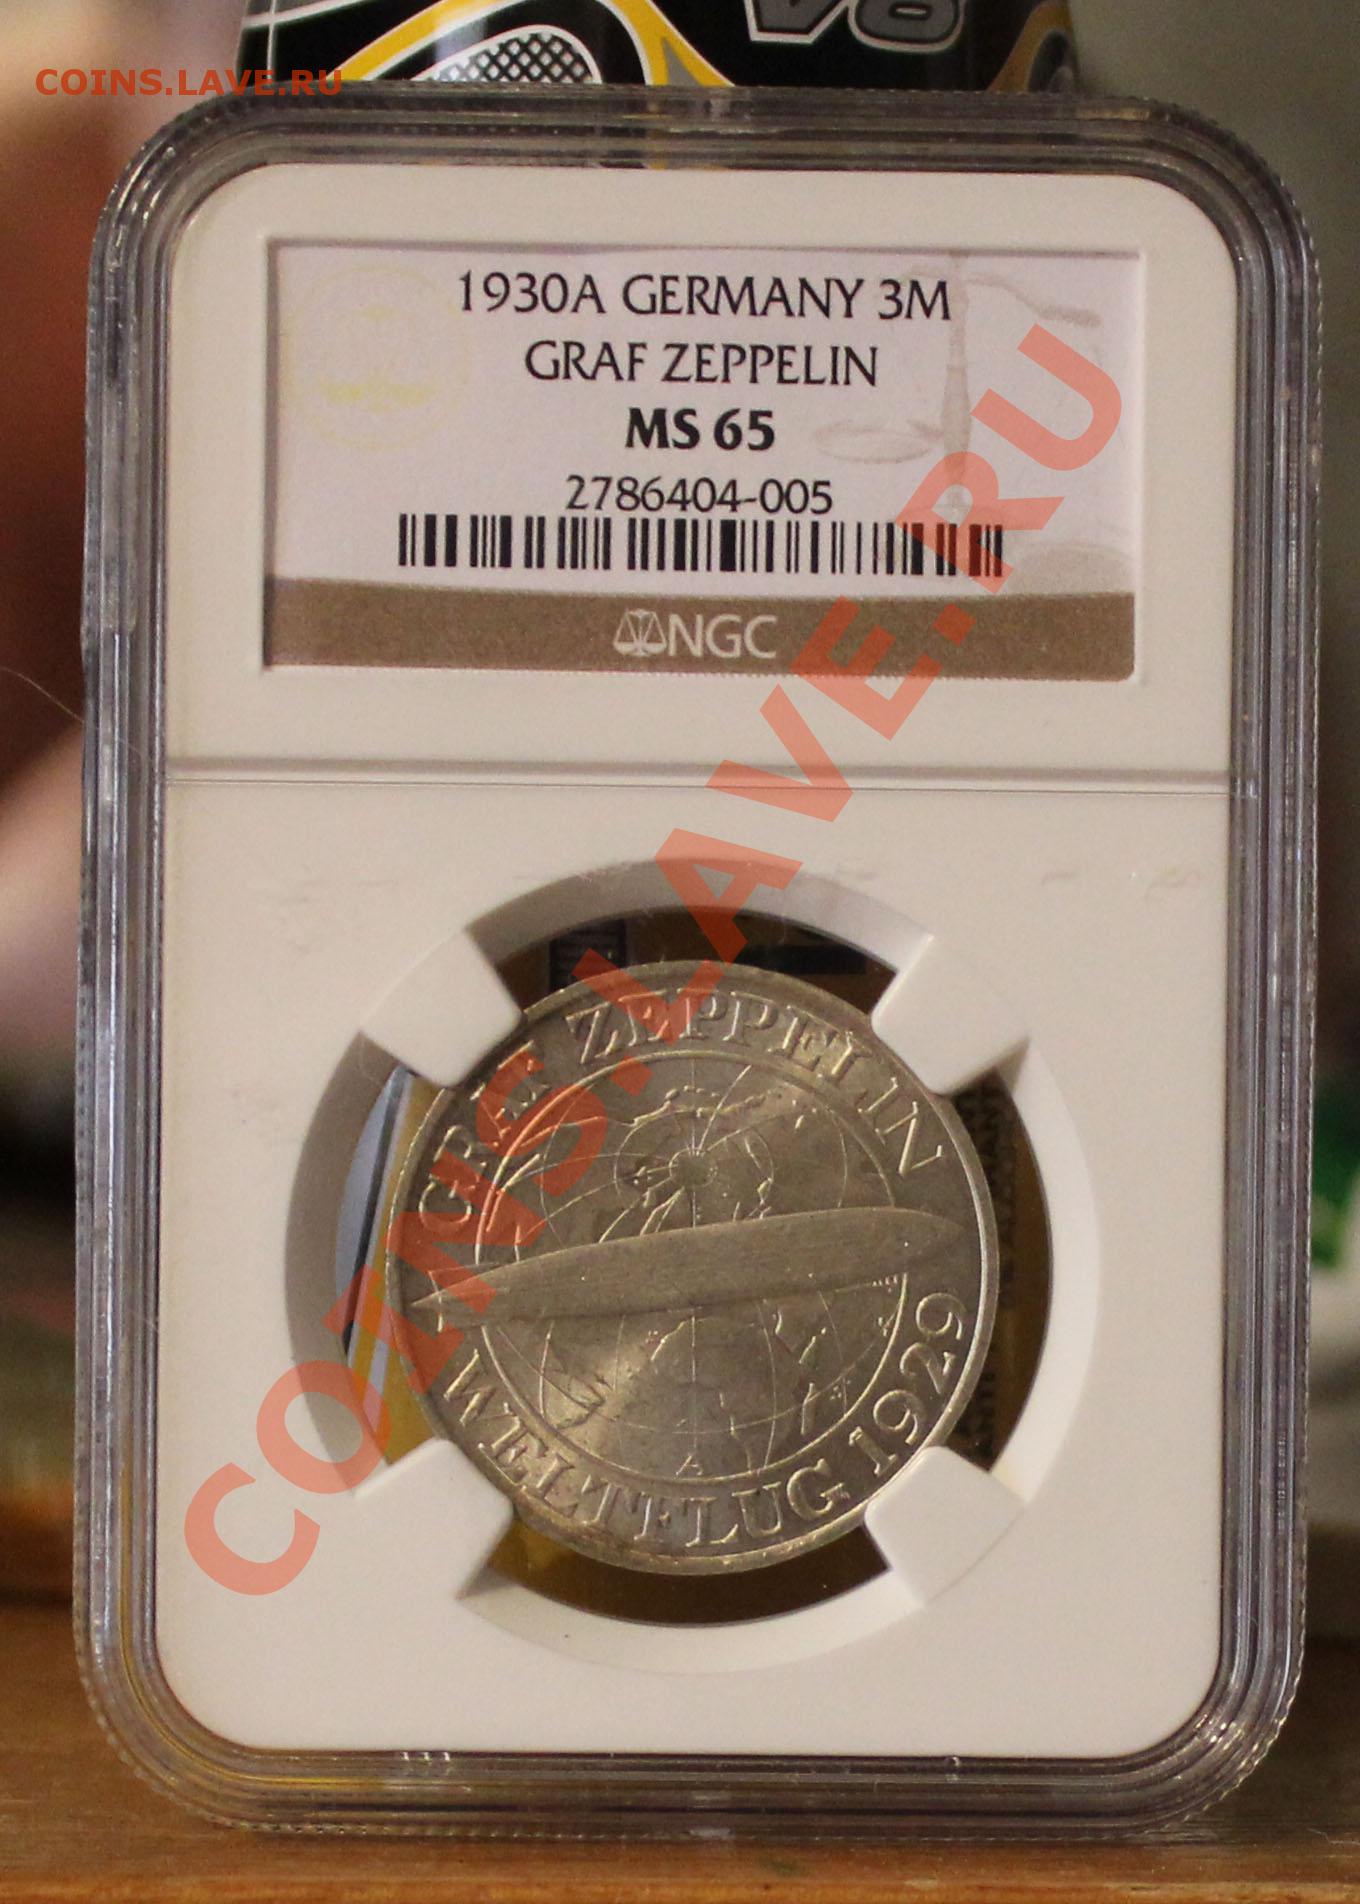 V8
COINS.LAVE.RU
1930A GERMANY 3M
GRAF ZEPPELIN
MS 65
2786404-005
NGC
COINS.LAVE.RU
GRAF ZEPPELIN
A
WELTFLUG 1929